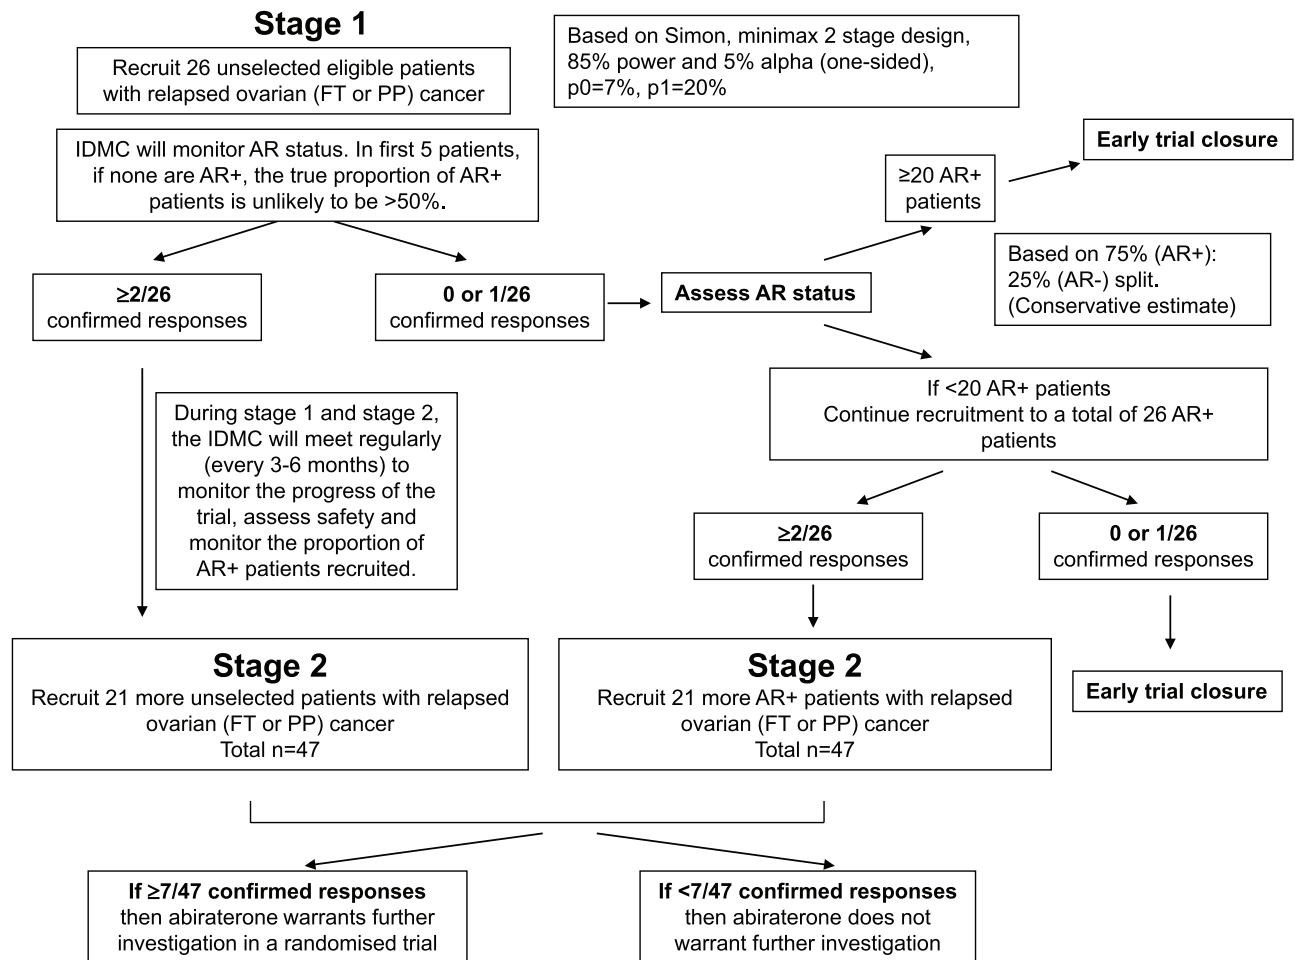 Stage 1
Recruit 26 unselected eligible patients
with relapsed ovarian (FT or PP) cancer
Based on Simon, minimax 2 stage design,
85% power and 5% alpha (one-sided),
p0=7%, p1=20%
IDMC will monitor AR status. In first 5 patients,
if none are AR+, the true proportion of AR+
patients is unlikely to be >50%.
≥2/26
confirmed responses
0 or 1/26
confirmed responses
Assess AR status
≥20 AR+
patients
Early trial closure
Based on 75% (AR+):
25% (AR-) split.
(Conservative estimate)
If <20 AR+ patients
Continue recruitment to a total of 26 AR+
patients
During stage 1 and stage 2,
the IDMC will meet regularly
(every 3-6 months) to
monitor the progress of the
trial, assess safety and
monitor the proportion of
AR+ patients recruited.
≥2/26
confirmed responses
0 or 1/26
confirmed responses
Early trial closure
Stage 2
Recruit 21 more unselected patients with relapsed
ovarian (FT or PP) cancer
Total n=47
Stage 2
Recruit 21 more AR+ patients with relapsed
ovarian (FT or PP) cancer
Total n=47
If ≥7/47 confirmed responses
then abiraterone warrants further
investigation in a randomised trial
If <7/47 confirmed responses
then abiraterone does not
warrant further investigation